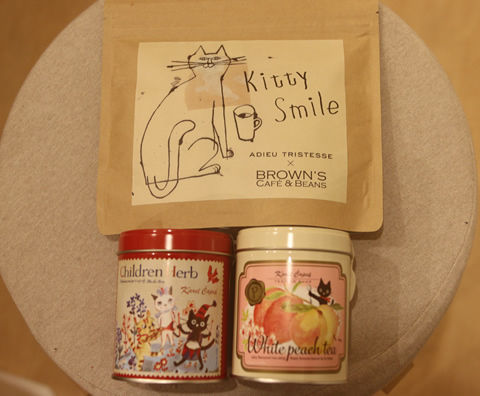 Kitty
Smile
ADIEU TRISTESSE
×
BROWN'S
CAFÉ & BEANS
Children Herb
Karel Capek
Karel Capek
White peach tea